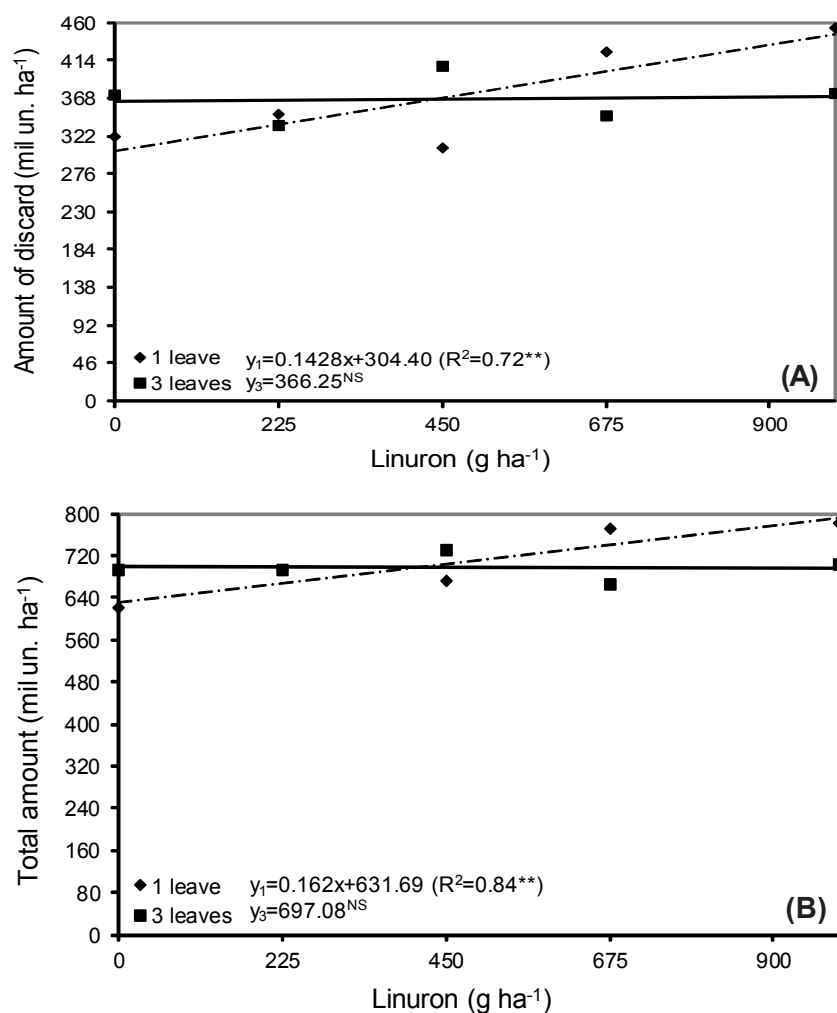 460
414
368
322
276
230
184
138
92
46
0
Amount of discard (mil un. ha⁻¹)
1 leave y₁=0.1428x+304.40 (R²=0.72**)
3 leaves y₃=366.25ᴺˢ
(A)
0 225 450 675 900
Linuron (g ha⁻¹)
800
720
640
560
480
400
320
240
160
80
0
Total amount (mil un. ha⁻¹)
1 leave y₁=0.162x+631.69 (R²=0.84**)
3 leaves y₃=697.08ᴺˢ
(B)
0 225 450 675 900
Linuron (g ha⁻¹)